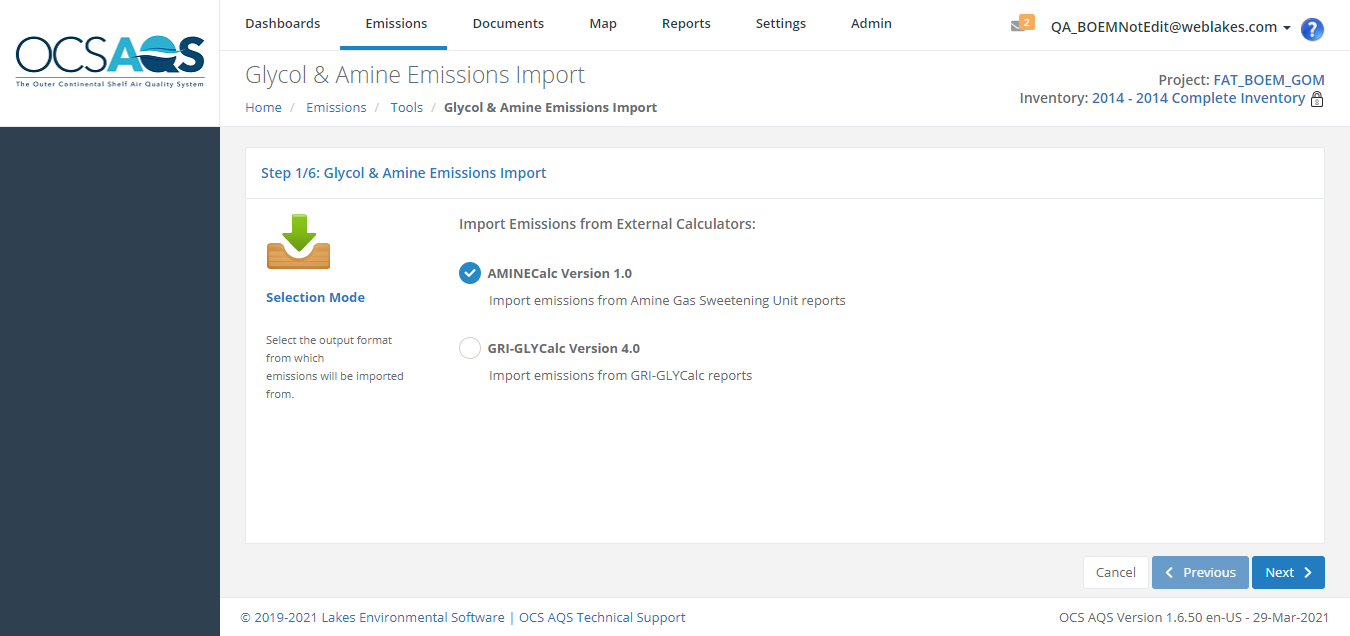 OCSAQS
The Outer Continental Shelf Air Quality System
Dashboards Emissions Documents Map Reports Settings Admin 2 QA_BOEMNotEdit@weblakes.com ?
Glycol & Amine Emissions Import
Home / Emissions / Tools / Glycol & Amine Emissions Import
Project: FAT_BOEM_GOM
Inventory: 2014 - 2014 Complete Inventory
Step 1/6: Glycol & Amine Emissions Import
Selection Mode
Select the output format
from which
emissions will be imported
from.
Import Emissions from External Calculators:
AMINECalc Version 1.0
Import emissions from Amine Gas Sweetening Unit reports
GRI-GLYCalc Version 4.0
Import emissions from GRI-GLYCalc reports
Cancel Previous Next
© 2019-2021 Lakes Environmental Software | OCS AQS Technical Support OCS AQS Version 1.6.50 en-US - 29-Mar-2021